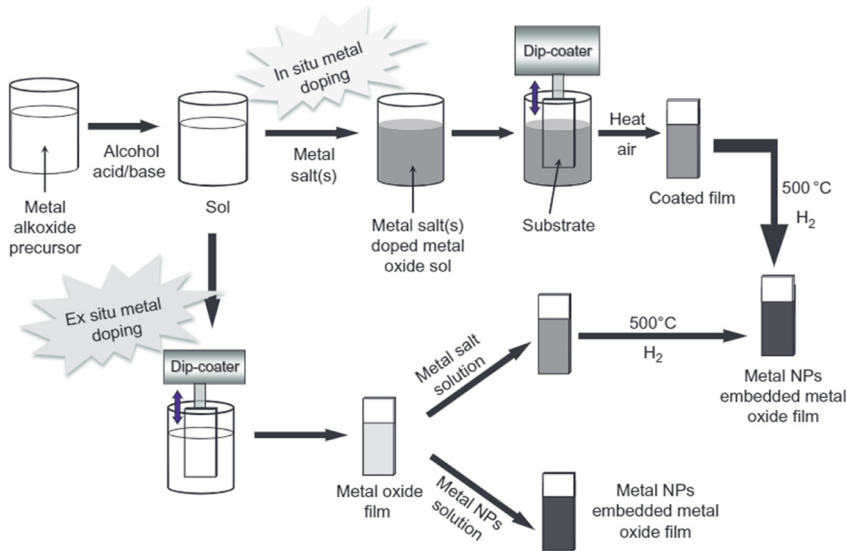 In situ metal
doping
Dip-coater
Alcohol
acid/base
Metal
salt(s)
Heat
air
Metal
alkoxide
precursor
Sol
Metal salt(s)
doped metal
oxide sol
Substrate
Coated film
500 °C
H2
Ex situ metal
doping
Dip-coater
Metal oxide
film
Metal salt
solution
500°C
H2
Metal NPs
embedded metal
oxide film
Metal NPs
solution
Metal NPs
embedded metal
oxide film